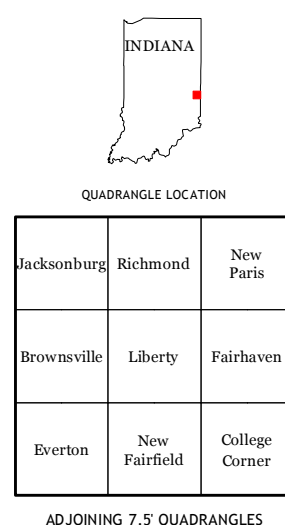 INDIANA
QUADRANGLE LOCATION
Jacksonburg Richmond New Paris
Brownsville Liberty Fairhaven
Everton New Fairfield College Corner
ADJOINING 7.5' QUADRANGLES